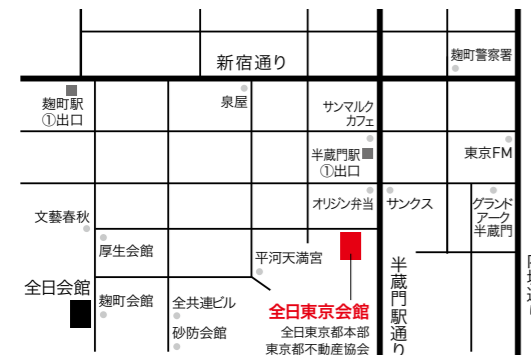 新宿通り
麹町警察署
麹町駅
①出口
泉屋
サンマルク
カフェ
半蔵門駅
①出口
東京FM
オリジン弁当
サンクス
グランド
アーク
半蔵門
文藝春秋
厚生会館
平河天満宮
半蔵門駅通り
全日会館
麹町会館
全共連ビル
砂防会館
全日東京会館
全日東京都本部
東京都不動産協会